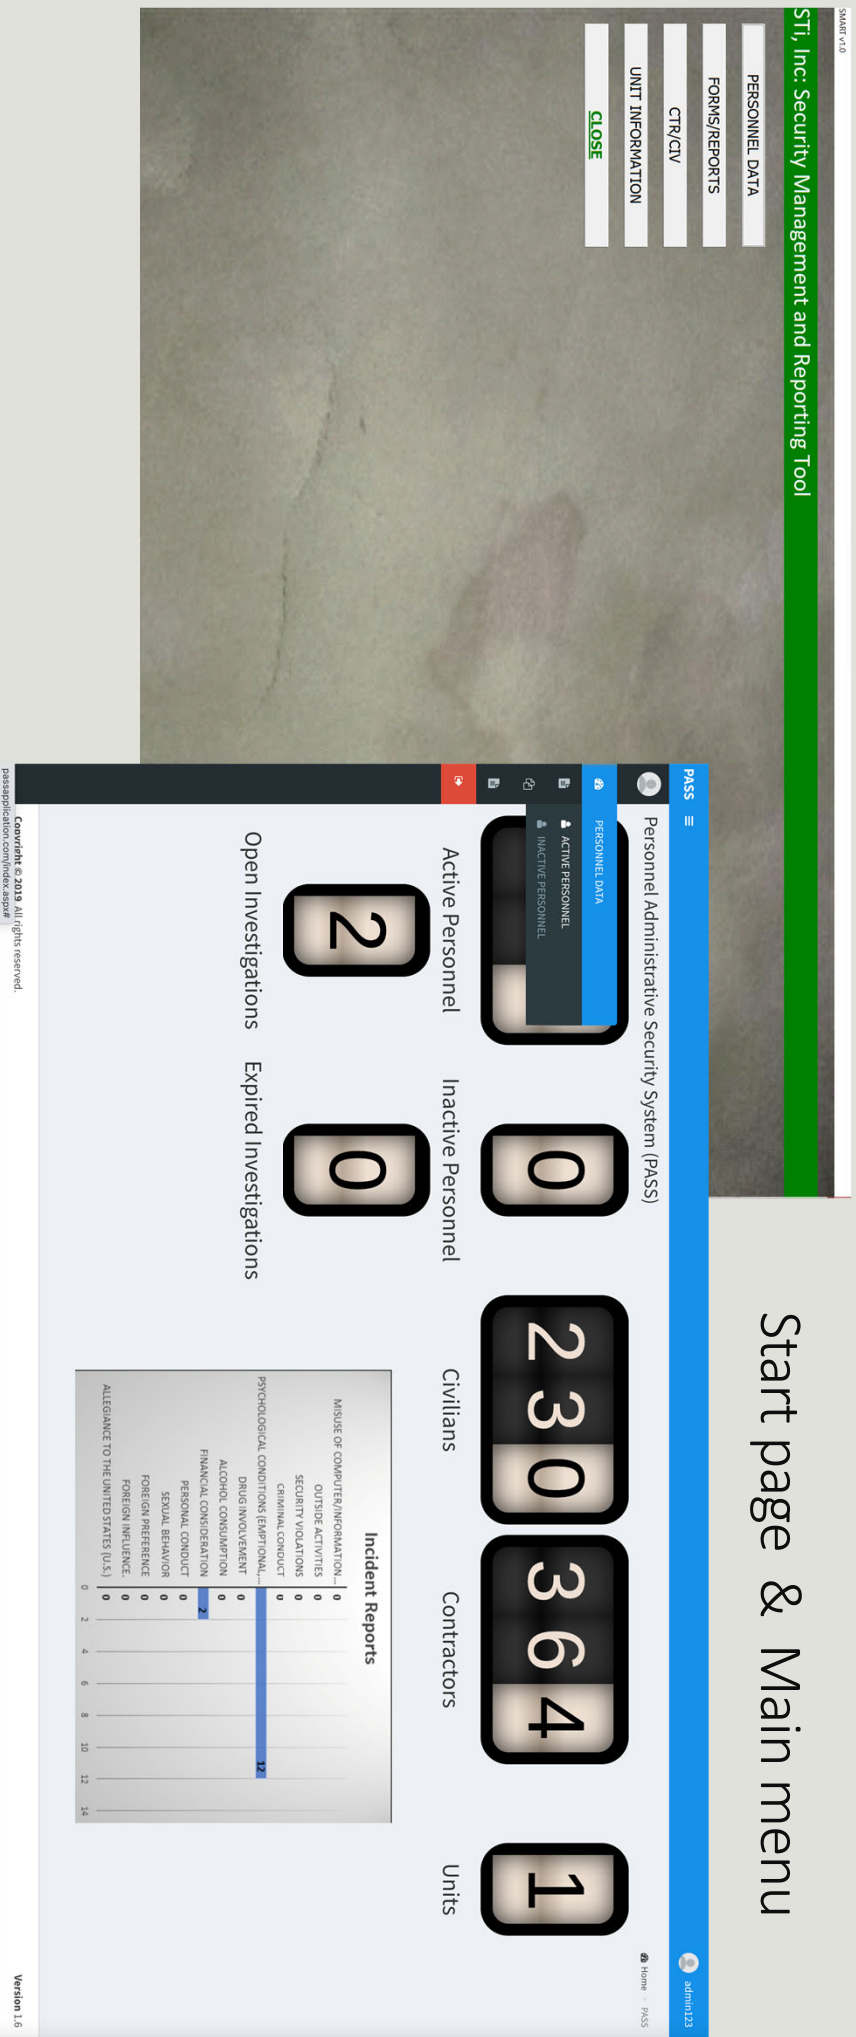 Start page & Main menu
SMART v1.0
STi, Inc: Security Management and Reporting Tool
PERSONNEL DATA
FORMS/REPORTS
CTR/CIV
UNIT INFORMATION
CLOSE
PASS
admin123
Personnel Administrative Security System (PASS)
Home > PASS
PERSONNEL DATA
ACTIVE PERSONNEL
INACTIVE PERSONNEL
0
230
364
1
Active Personnel
Inactive Personnel
Civilians
Contractors
Units
2
0
Open Investigations
Expired Investigations
Incident Reports
MISUSE OF COMPUTER/INFORMATION... 0
OUTSIDE ACTIVITIES 0
SECURITY VIOLATIONS 0
CRIMINAL CONDUCT 0
PSYCHOLOGICAL CONDITIONS (EMPTIONAL,... 12
DRUG INVOLVEMENT 0
ALCOHOL CONSUMPTION 0
FINANCIAL CONSIDERATION 2
PERSONAL CONDUCT 0
SEXUAL BEHAVIOR 0
FOREIGN PREFERENCE 0
FOREIGN INFLUENCE. 0
ALLEGIANCE TO THE UNITED STATES (U.S.) 0
0 2 4 6 8 10 12 14
Copyright © 2019. All rights reserved.
Version 1.6
passapplication.com/index.aspx#